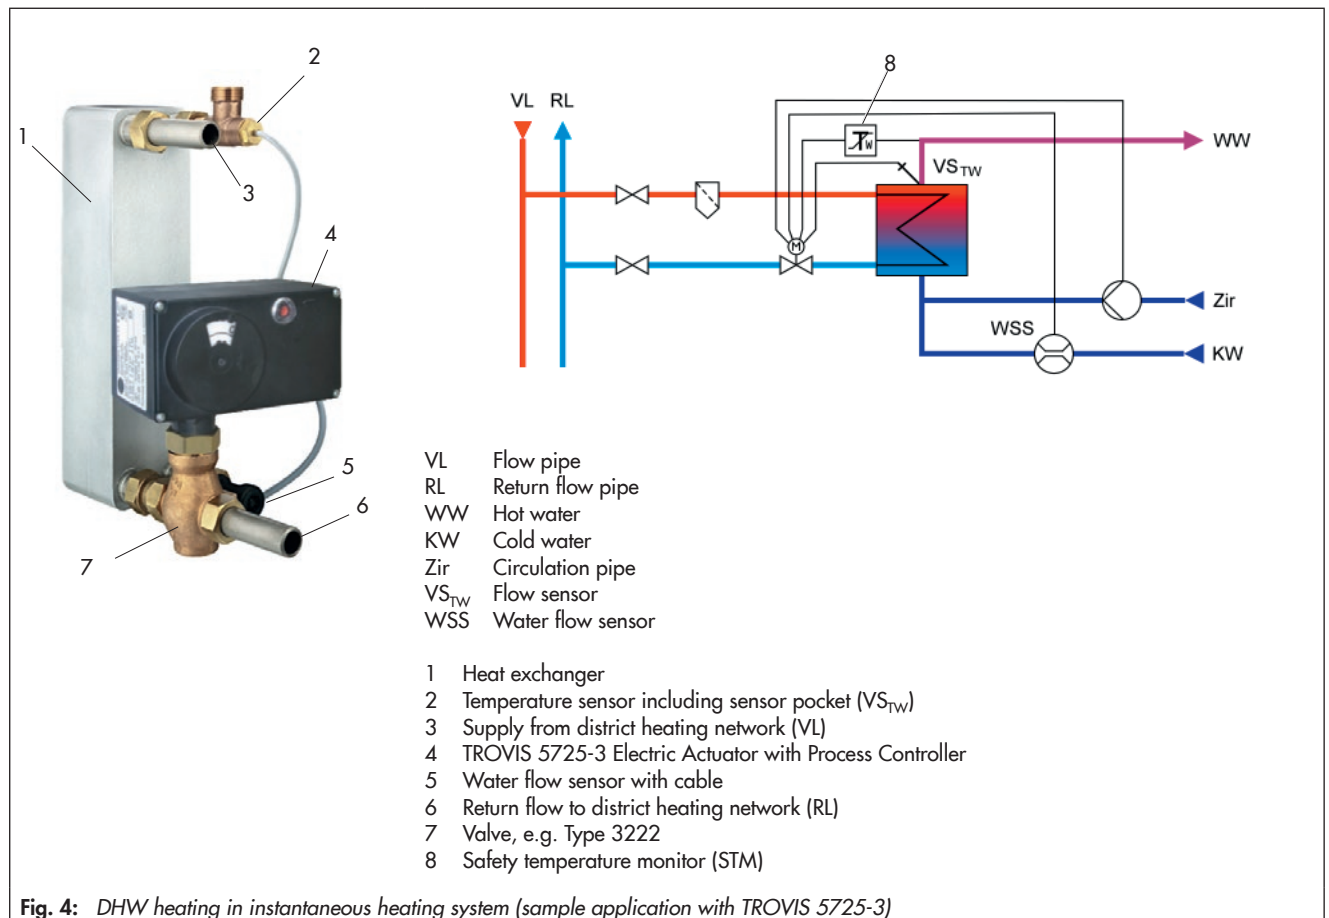 2
1
3
4
5
6
7
8
VL RL
WW
VS_TW
T_W
M
Zir
WSS
KW
VL Flow pipe
RL Return flow pipe
WW Hot water
KW Cold water
Zir Circulation pipe
VS_TW Flow sensor
WSS Water flow sensor
1 Heat exchanger
2 Temperature sensor including sensor pocket (VS_TW)
3 Supply from district heating network (VL)
4 TROVIS 5725-3 Electric Actuator with Process Controller
5 Water flow sensor with cable
6 Return flow to district heating network (RL)
7 Valve, e.g. Type 3222
8 Safety temperature monitor (STM)
Fig. 4: DHW heating in instantaneous heating system (sample application with TROVIS 5725-3)